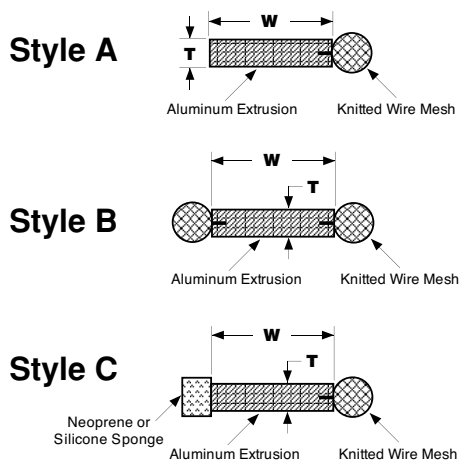 Style A
W
T
Aluminum Extrusion
Knitted Wire Mesh
Style B
W
T
Aluminum Extrusion
Knitted Wire Mesh
Style C
W
T
Neoprene or
Silicone Sponge
Aluminum Extrusion
Knitted Wire Mesh